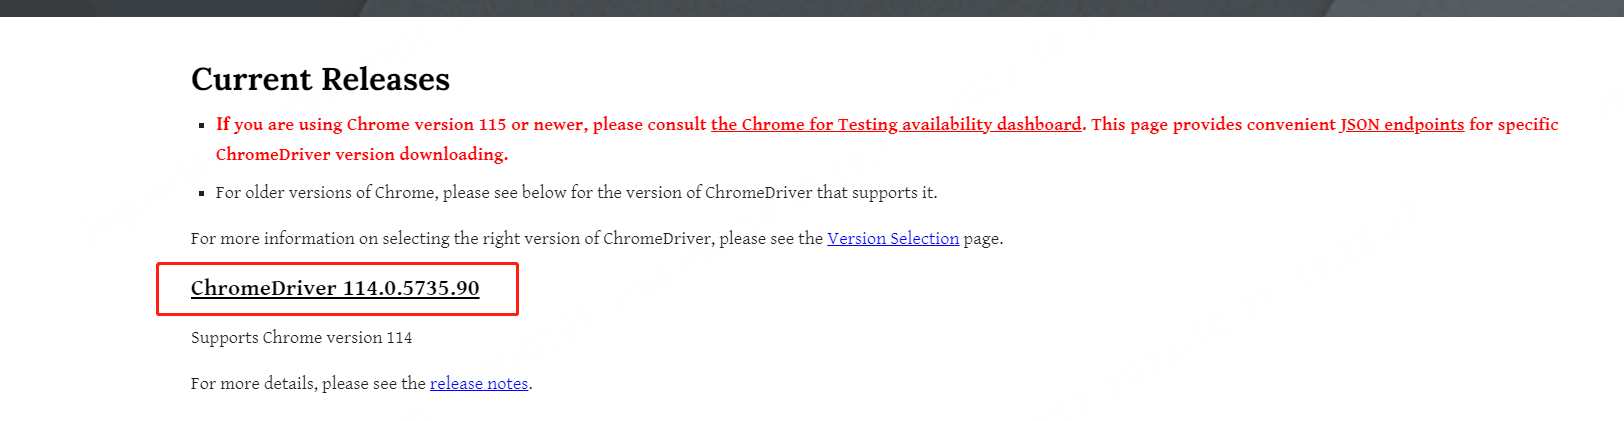 Current Releases
If you are using Chrome version 115 or newer, please consult the Chrome for Testing availability dashboard. This page provides convenient JSON endpoints for specific
ChromeDriver version downloading.
For older versions of Chrome, please see below for the version of ChromeDriver that supports it.
For more information on selecting the right version of ChromeDriver, please see the Version Selection page.
ChromeDriver 114.0.5735.90
Supports Chrome version 114
For more details, please see the release notes.